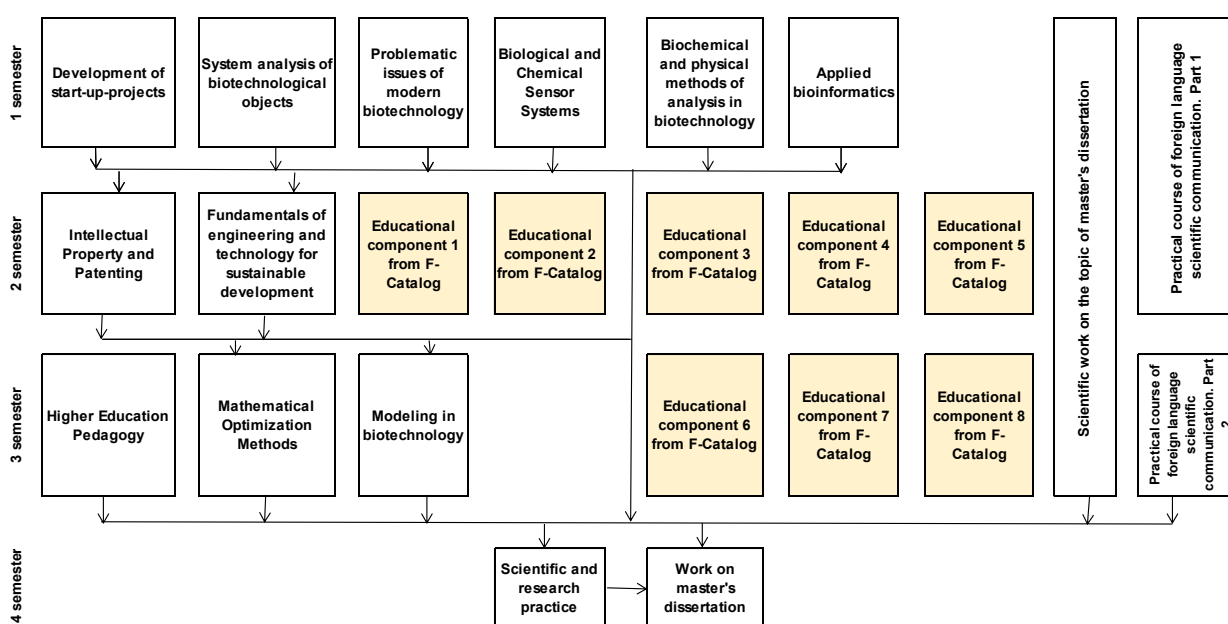 1 semester
Development of
start-up-projects
System analysis of
biotechnological
objects
Problematic
issues of
modern
biotechnology
Biological and
Chemical
Sensor
Systems
Biochemical
and physical
methods of
analysis in
biotechnology
Applied
bioinformatics
Scientific work on the topic of master's dissertation
Practical course of foreign language
scientific communication. Part 1
2 semester
Intellectual
Property and
Patenting
Fundamentals of
engineering and
technology for
sustainable
development
Educational
component 1
from F-
Catalog
Educational
component 2
from F-Catalog
Educational
component 3
from F-Catalog
Educational
component 4
from F-
Catalog
Educational
component 5
from F-
Catalog
3 semester
Higher Education
Pedagogy
Mathematical
Optimization
Methods
Modeling in
biotechnology
Educational
component 6
from F-Catalog
Educational
component 7
from F-
Catalog
Educational
component 8
from F-
Catalog
Practical course of
foreign language
scientific
communication. Part
2
4 semester
Scientific and
research
practice
Work on
master's
dissertation